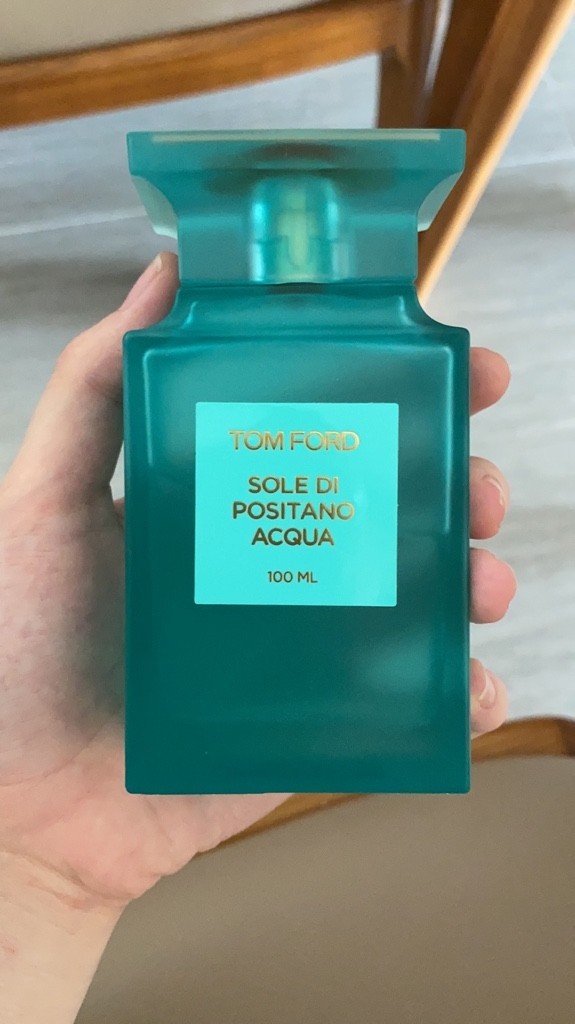 TOM FORD
SOLE DI
POSITANO
ACQUA
100 ML